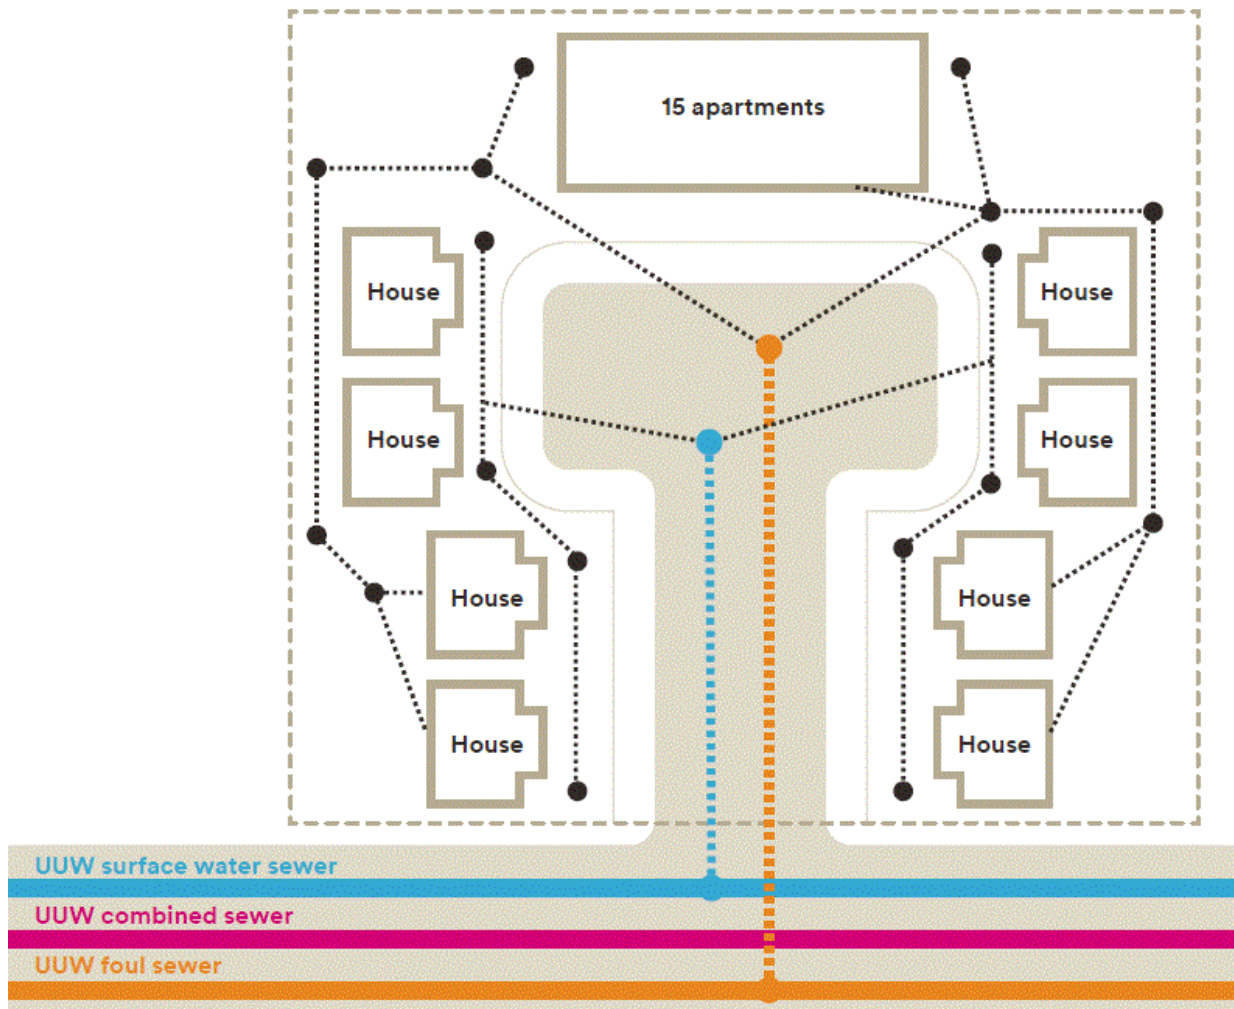 15 apartments
House
House
House
House
House
House
House
House
UUW surface water sewer
UUW combined sewer
UUW foul sewer